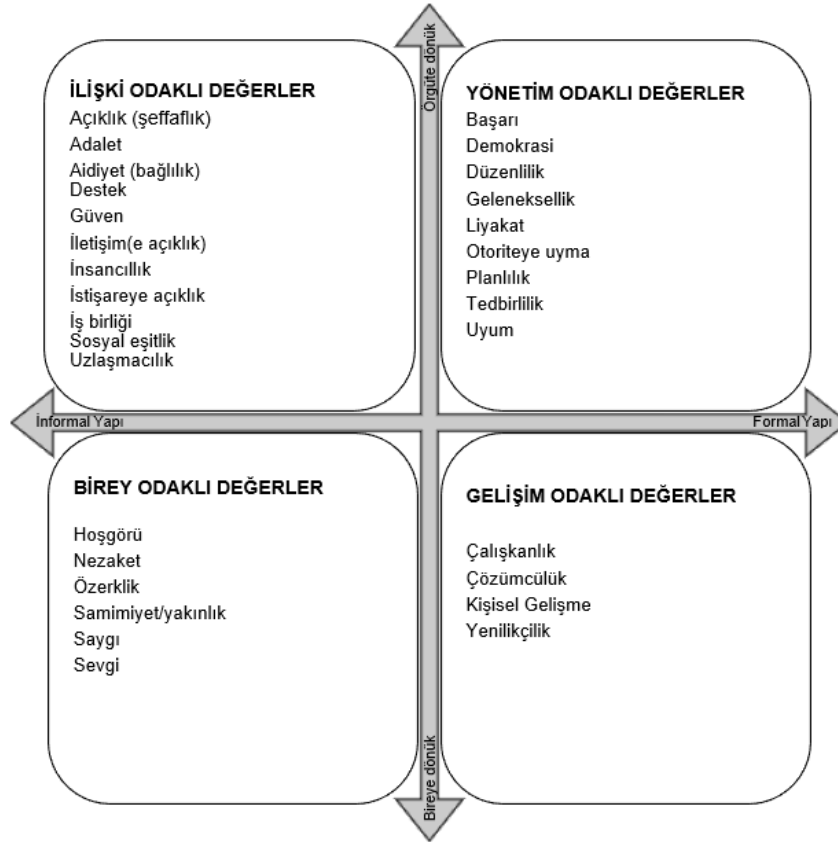 Örgüte dönük
İLİŞKİ ODAKLI DEĞERLER
Açıklık (şeffaflık)
Adalet
Aidiyet (bağlılık)
Destek
Güven
İletişim(e açıklık)
İnsancıllık
İstişareye açıklık
İş birliği
Sosyal eşitlik
Uzlaşmacılık
YÖNETİM ODAKLI DEĞERLER
Başarı
Demokrasi
Düzenlilik
Geleneksellik
Liyakat
Otoriteye uyma
Planlılık
Tedbirlilik
Uyum
İnformal Yapı
Formal Yapı
BİREY ODAKLI DEĞERLER
Hoşgörü
Nezaket
Özerklik
Samimiyet/yakınlık
Saygı
Sevgi
GELİŞİM ODAKLI DEĞERLER
Çalışkanlık
Çözümcülük
Kişisel Gelişme
Yenilikçilik
Bireye dönük